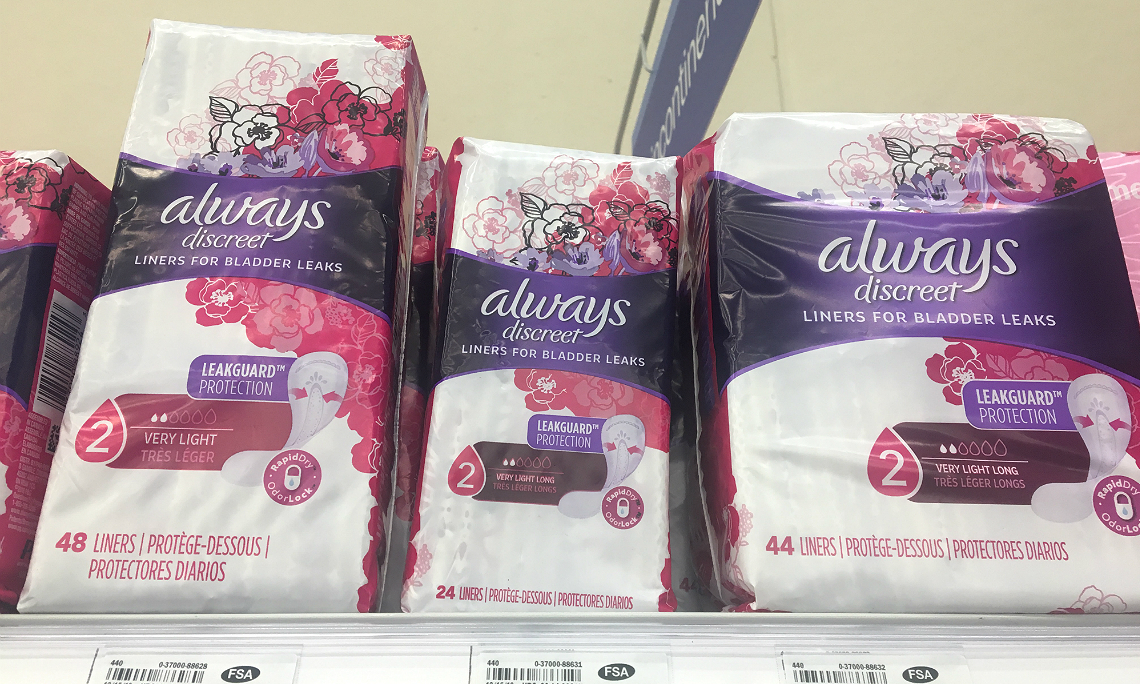 incontinen
always
discreet
LINERS FOR BLADDER LEAKS
LEAKGUARD™
PROTECTION
2
VERY LIGHT
TRÈS LÉGER
RapidDry
OdorLock
48 LINERS | PROTÈGE-DESSOUS |
PROTECTORES DIARIOS
always
discreet
LINERS FOR BLADDER LEAKS
LEAKGUARD™
PROTECTION
2
VERY LIGHT LONG
TRÈS LÉGER LONGS
RapidDry
OdorLock
24 LINERS | PROTÈGE-DESSOUS | PROTECTORES DIARIOS
always
discreet
LINERS FOR BLADDER LEAKS
LEAKGUARD™
PROTECTION
2
VERY LIGHT LONG
TRÈS LÉGER LONGS
RapidDry
OdorLock
44 LINERS | PROTÈGE-DESSOUS | PROTECTORES DIARIOS
44
440 0-37000-88628 FSA
440 0-37000-88631 FSA
440 0-37000-88632 FSA